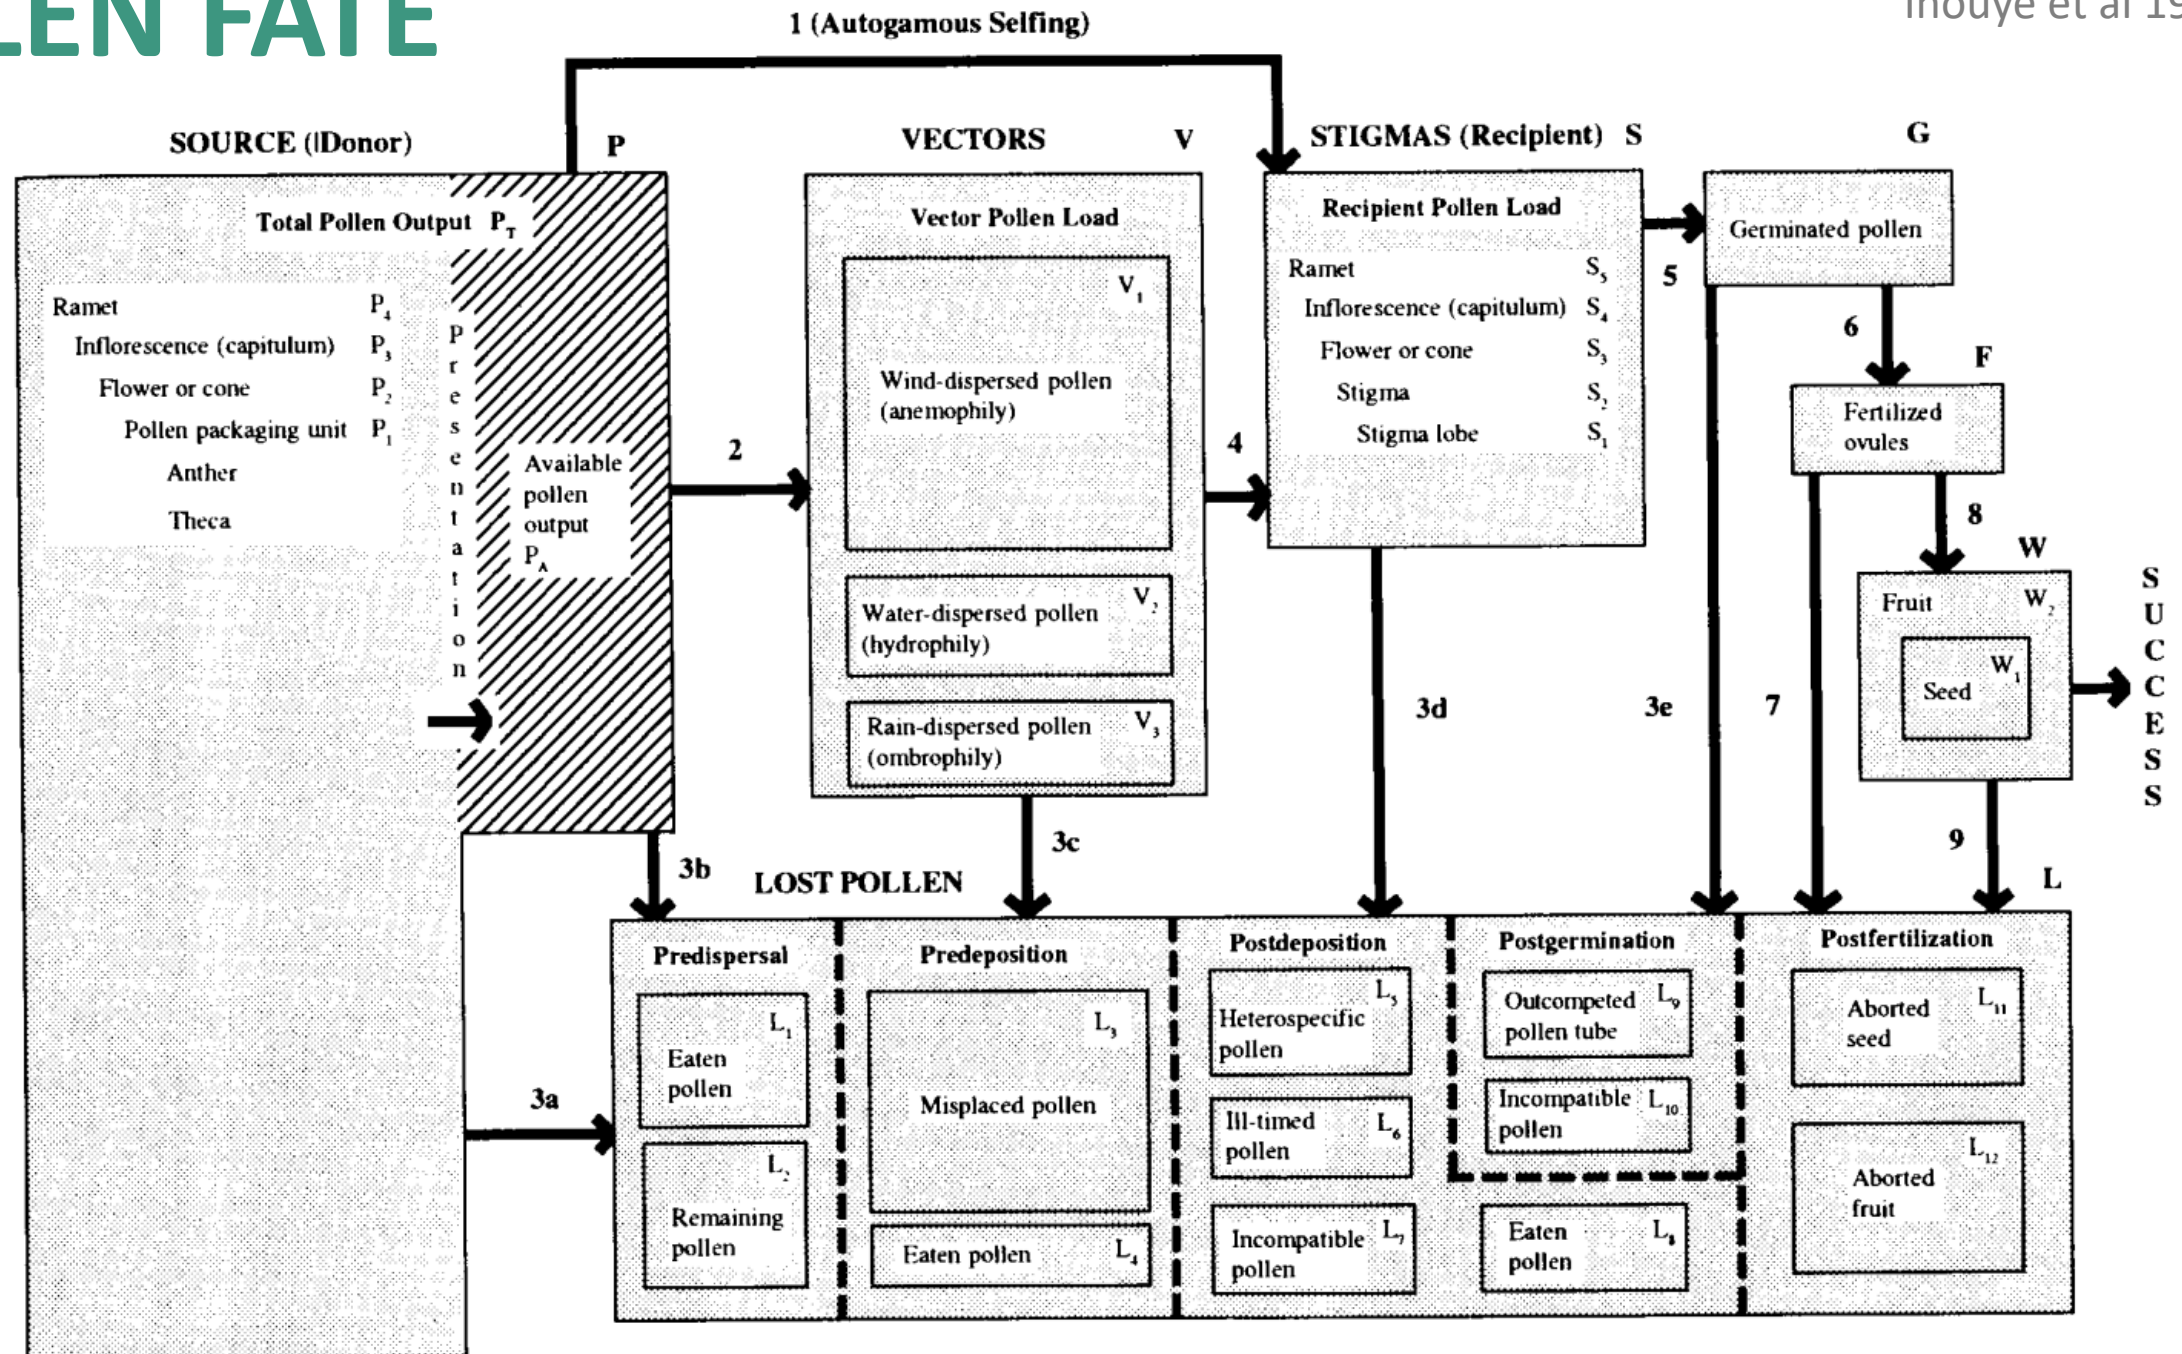 LEN FATE
Inouye et al 19
1 (Autogamous Selfing)
SOURCE (Donor) P
Total Pollen Output P_T
Ramet P_4
Inflorescence (capitulum) P_3
Flower or cone P_2
Pollen packaging unit P_1
Anther
Theca
Presentation
Available
pollen
output
P_A
2
VECTORS V
Vector Pollen Load
V_1
Wind-dispersed pollen
(anemophily)
V_2
Water-dispersed pollen
(hydrophily)
V_3
Rain-dispersed pollen
(ombrophily)
4
STIGMAS (Recipient) S
Recipient Pollen Load
Ramet S_5
Inflorescence (capitulum) S_4
Flower or cone S_3
Stigma S_2
Stigma lobe S_1
5
G
Germinated pollen
6
F
Fertilized
ovules
8
W
Fruit W_2
W_1
Seed
SUCCESS
3a
3b
3c
3d
3e
7
9
LOST POLLEN L
Predispersal
L_1
Eaten
pollen
L_2
Remaining
pollen
Predeposition
L_3
Misplaced pollen
Eaten pollen L_4
Postdeposition
L_5
Heterospecific
pollen
Ill-timed L_6
pollen
Incompatible L_7
pollen
Postgermination
Outcompeted L_9
pollen tube
Incompatible L_10
pollen
Eaten L_8
pollen
Postfertilization
Aborted L_11
seed
L_12
Aborted
fruit